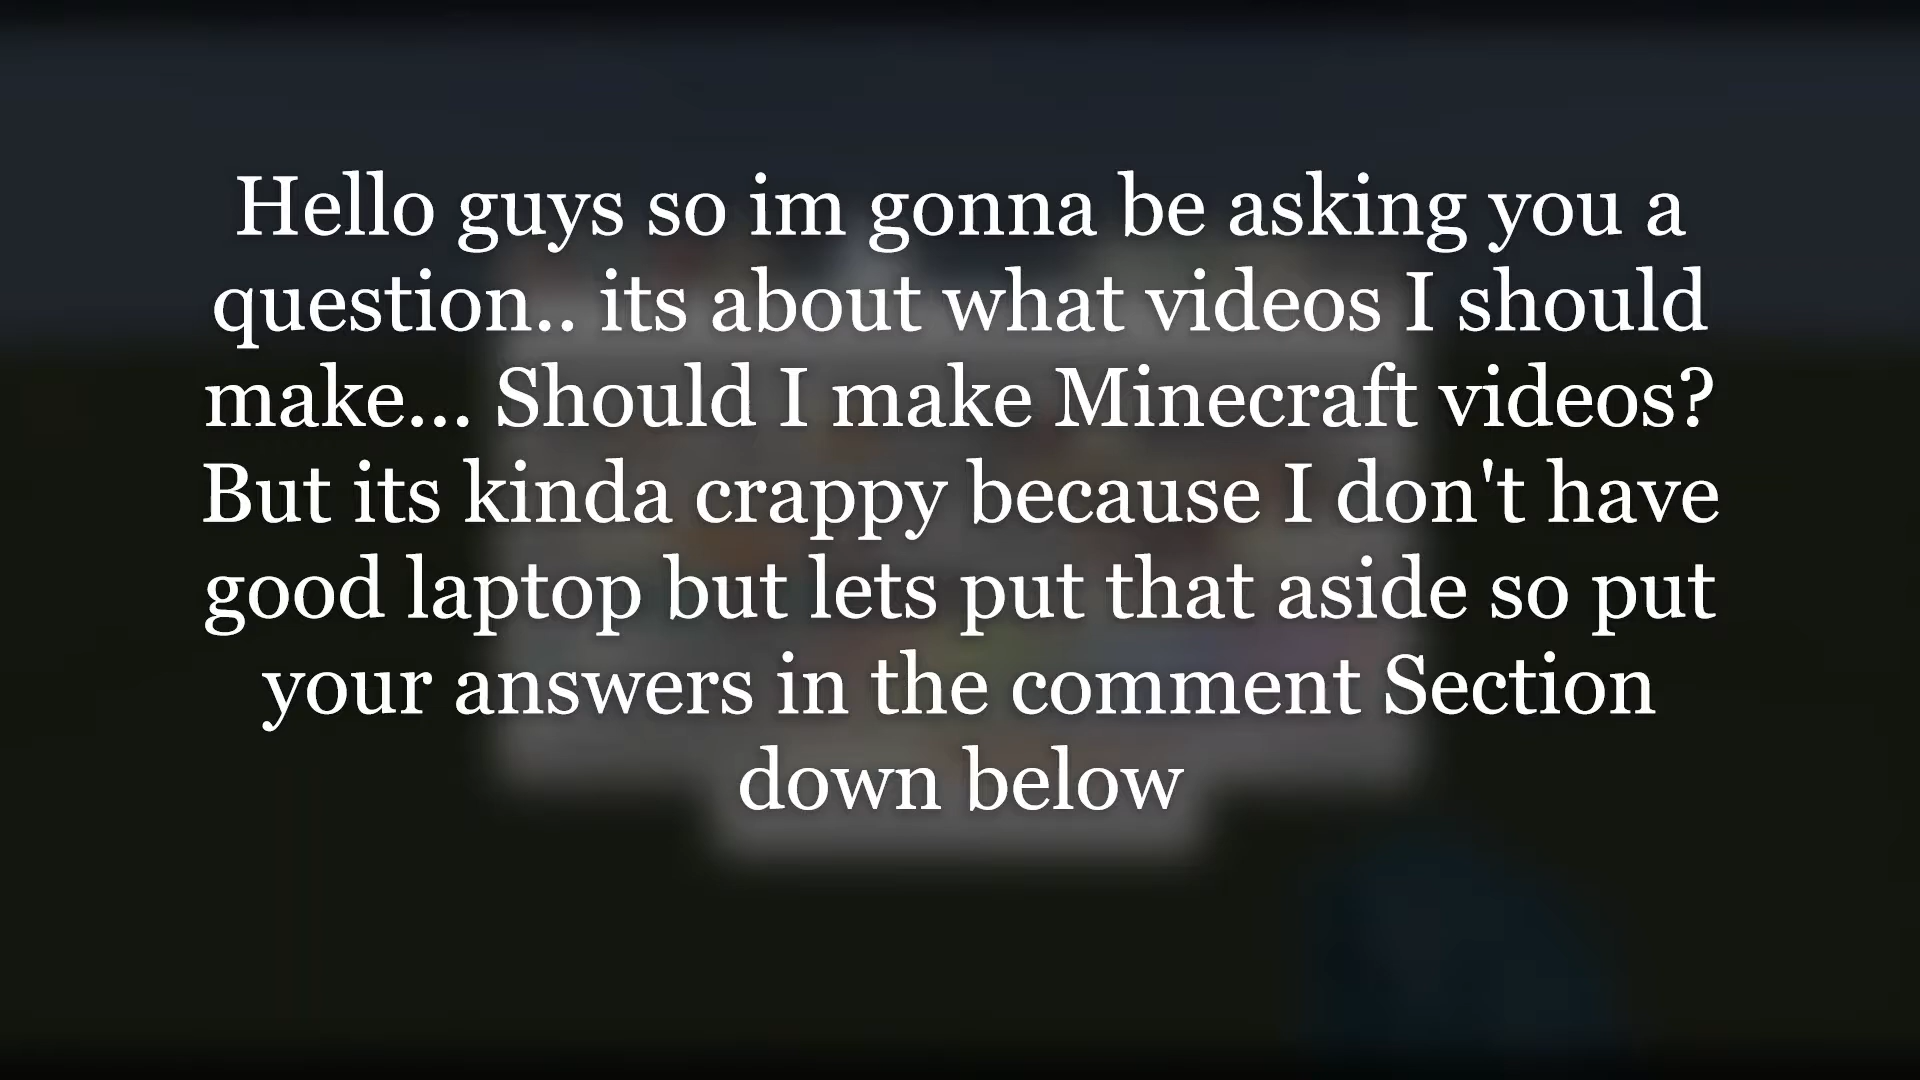 Hello guys so im gonna be asking you a
question.. its about what videos I should
make... Should I make Minecraft videos?
But its kinda crappy because I don't have
good laptop but lets put that aside so put
your answers in the comment Section
down below